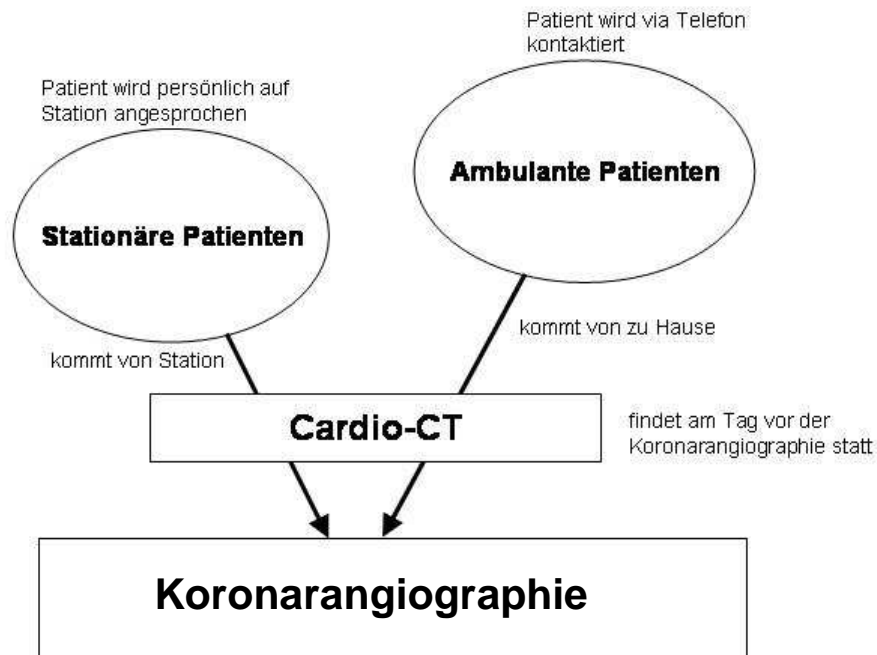 Patient wird via Telefon
kontaktiert
Patient wird persönlich auf
Station angesprochen
Ambulante Patienten
Stationäre Patienten
kommt von zu Hause
kommt von Station
Cardio-CT
findet am Tag vor der
Koronarangiographie statt
Koronarangiographie